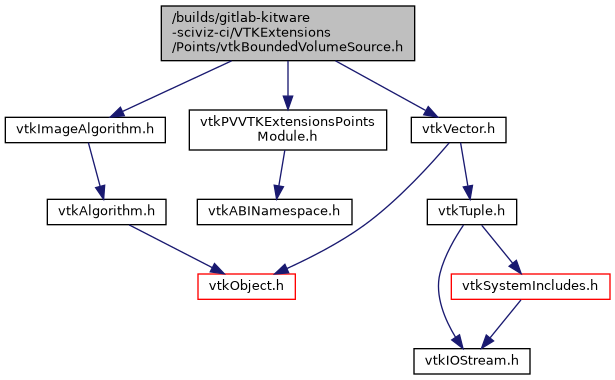 /builds/gitlab-kitware
-sciviz-ci/VTKExtensions
/Points/vtkBoundedVolumeSource.h
vtkImageAlgorithm.h
vtkPVVTKExtensionsPoints
Module.h
vtkVector.h
vtkAlgorithm.h
vtkABINamespace.h
vtkTuple.h
vtkObject.h
vtkSystemIncludes.h
vtkIOStream.h